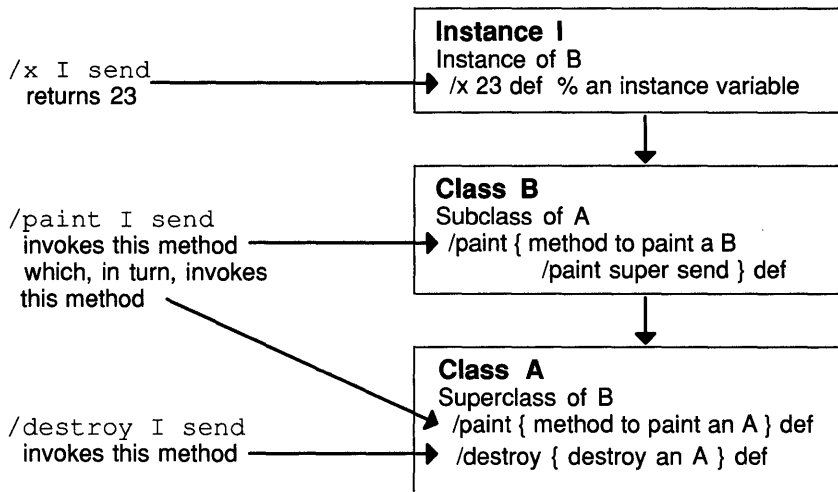 Instance I
Instance of B
/x 23 def % an instance variable
/x I send
returns 23
Class B
Subclass of A
/paint { method to paint a B
/paint super send } def
/paint I send
invokes this method
which, in turn, invokes
this method
Class A
Superclass of B
/paint { method to paint an A } def
/destroy { destroy an A } def
/destroy I send
invokes this method